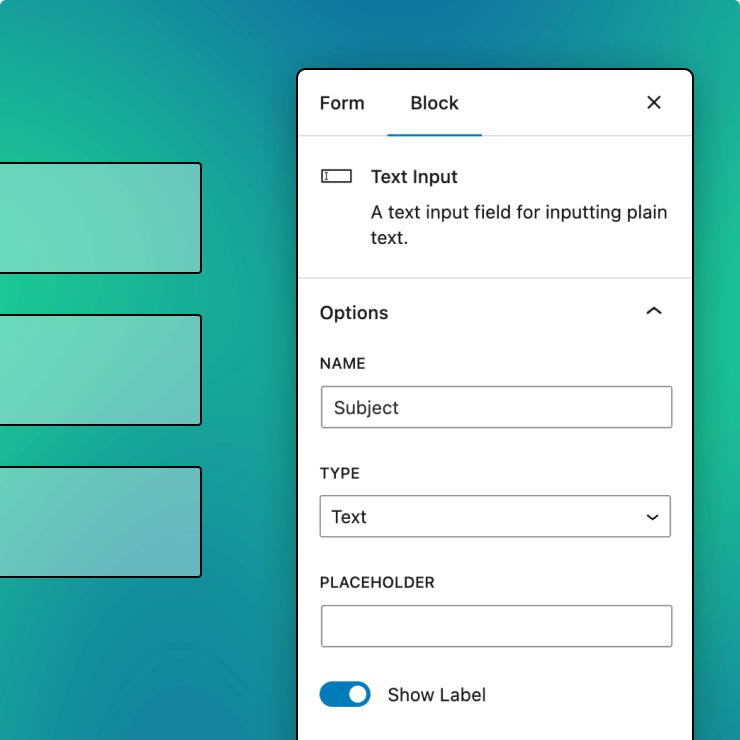 Form Block
Text Input
A text input field for inputting plain
text.
Options
NAME
Subject
TYPE
Text
PLACEHOLDER
Show Label